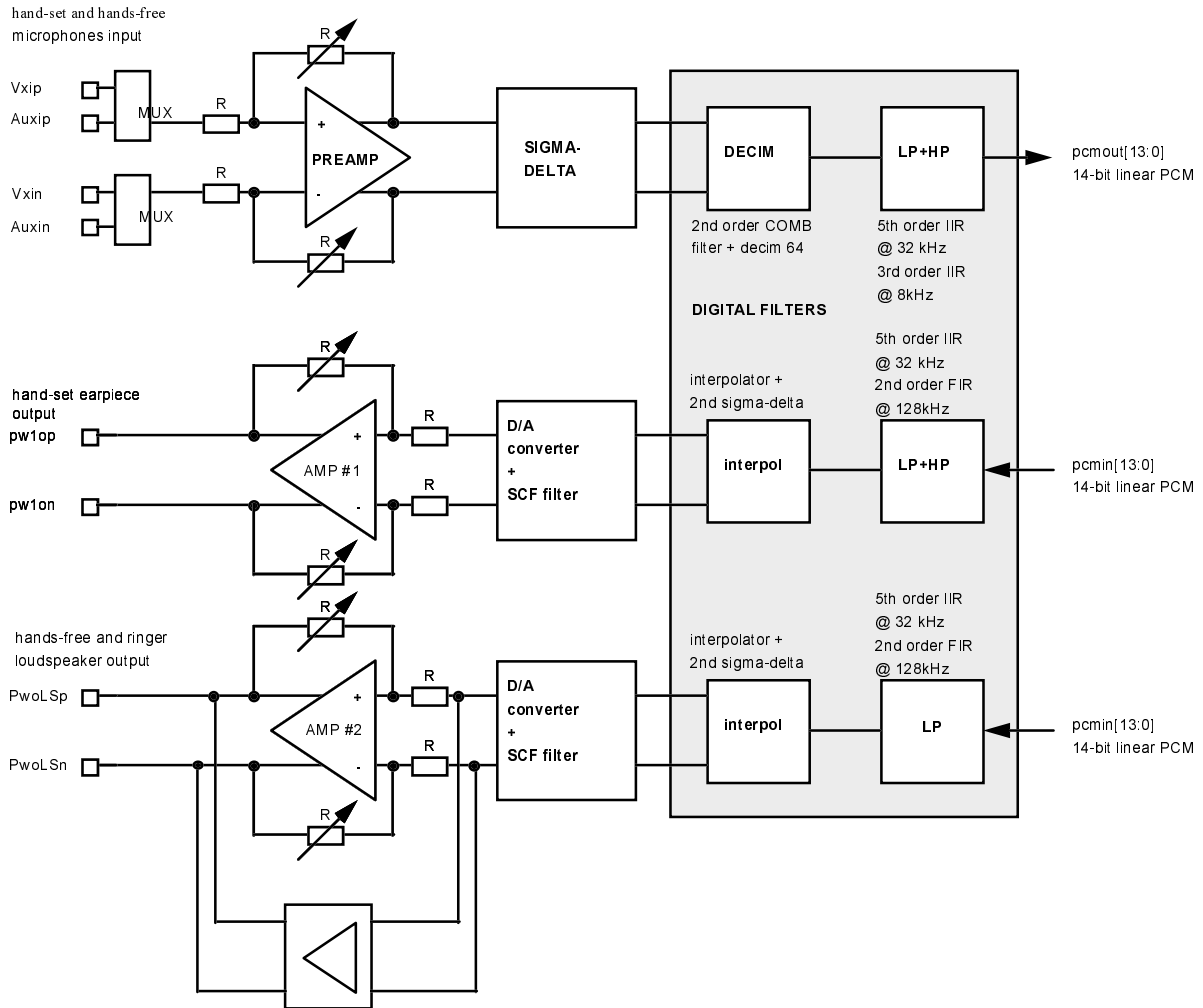 hand-set and hands-free
microphones input
Vxip
Auxip
MUX
R
R
+
PREAMP
-
Vxin
Auxin
MUX
R
R
SIGMA-
DELTA
DECIM
2nd order COMB
filter + decim 64
LP+HP
5th order IIR
@ 32 kHz
3rd order IIR
@ 8kHz
pcmout[13:0]
14-bit linear PCM
DIGITAL FILTERS
hand-set earpiece
output
pw1op
pw1on
R
+
AMP #1
-
R
R
R
D/A
converter
+
SCF filter
interpolator +
2nd sigma-delta
interpol
5th order IIR
@ 32 kHz
2nd order FIR
@ 128kHz
LP+HP
pcmin[13:0]
14-bit linear PCM
hands-free and ringer
loudspeaker output
PwoLSp
PwoLSn
R
+
AMP #2
-
R
R
R
D/A
converter
+
SCF filter
interpolator +
2nd sigma-delta
interpol
5th order IIR
@ 32 kHz
2nd order FIR
@ 128kHz
LP
pcmin[13:0]
14-bit linear PCM